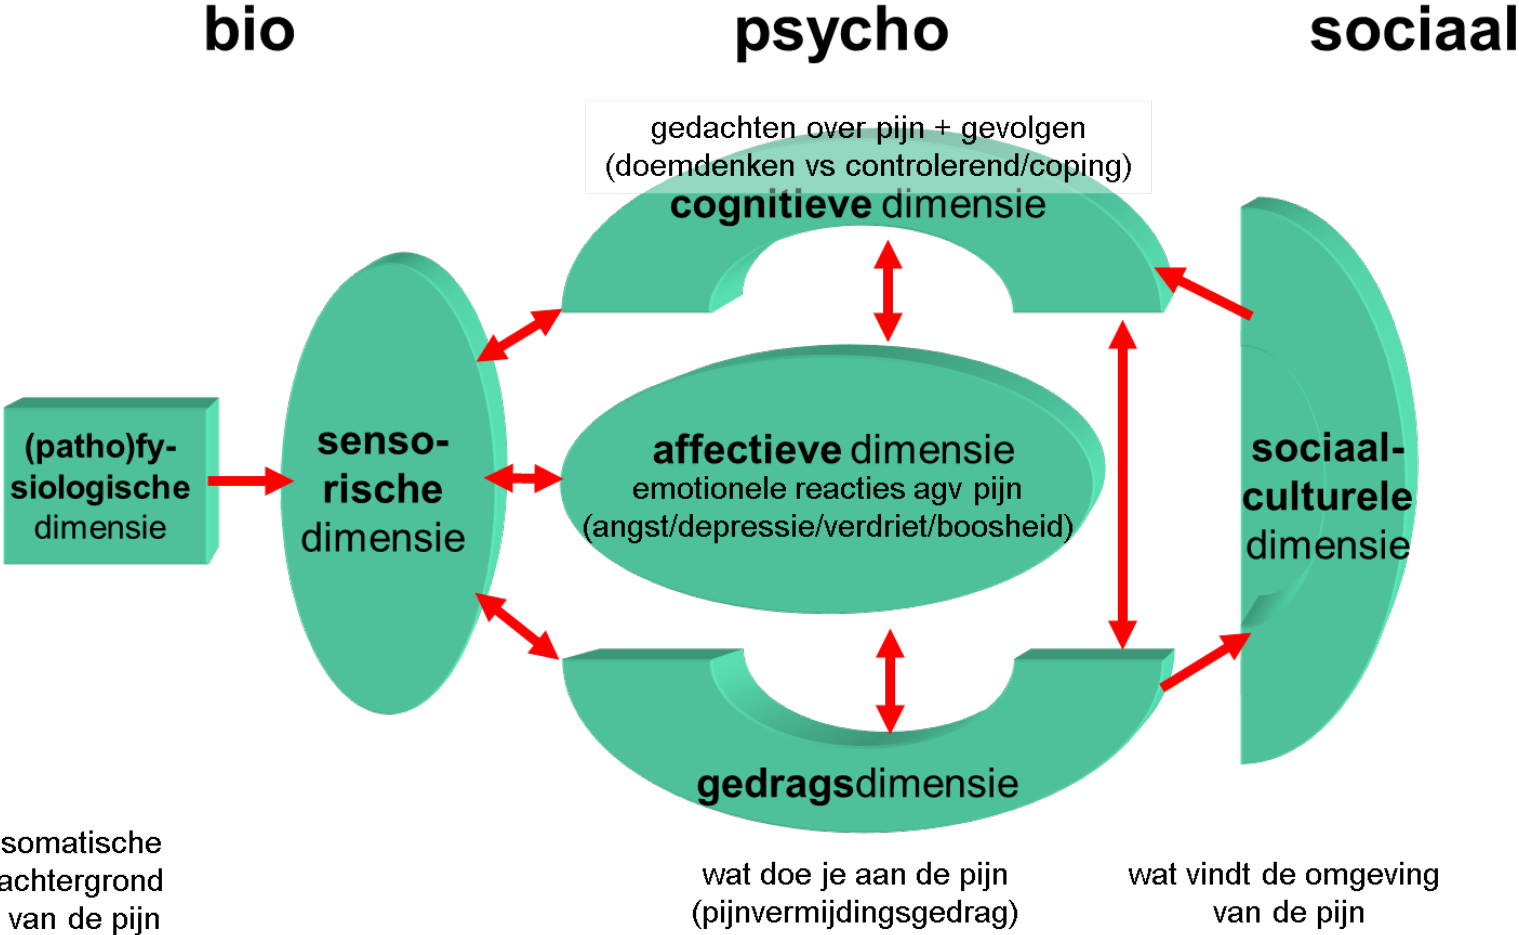 bio
psycho
sociaal
gedachten over pijn + gevolgen
(doemdenken vs controlerend/coping)
cognitieve dimensie
(patho)fy-
siologische
dimensie
senso-
rische
dimensie
affectieve dimensie
emotionele reacties agv pijn
(angst/depressie/verdriet/boosheid)
sociaal-
culturele
dimensie
gedragsdimensie
somatische
achtergrond
van de pijn
wat doe je aan de pijn
(pijnvermijdingsgedrag)
wat vindt de omgeving
van de pijn